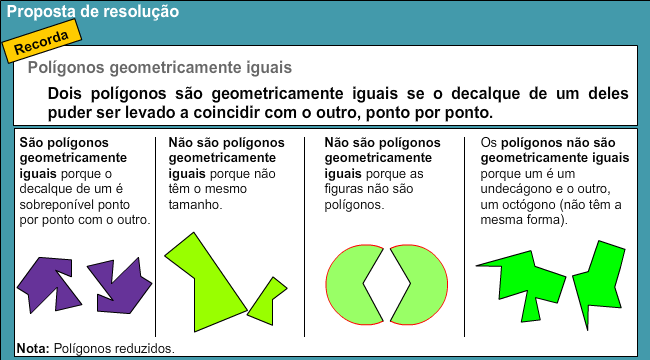 Proposta de resolução
Recorda
Polígonos geometricamente iguais
Dois polígonos são geometricamente iguais se o decalque de um deles
puder ser levado a coincidir com o outro, ponto por ponto.
São polígonos
geometricamente
iguais porque o
decalque de um é
sobreponível ponto
por ponto com o outro.
Não são polígonos
geometricamente
iguais porque não
têm o mesmo
tamanho.
Não são polígonos
geometricamente
iguais porque as
figuras não são
polígonos.
Os polígonos não são
geometricamente iguais
porque um é um
undecágono e o outro,
um octógono (não têm a
mesma forma).
Nota: Polígonos reduzidos.